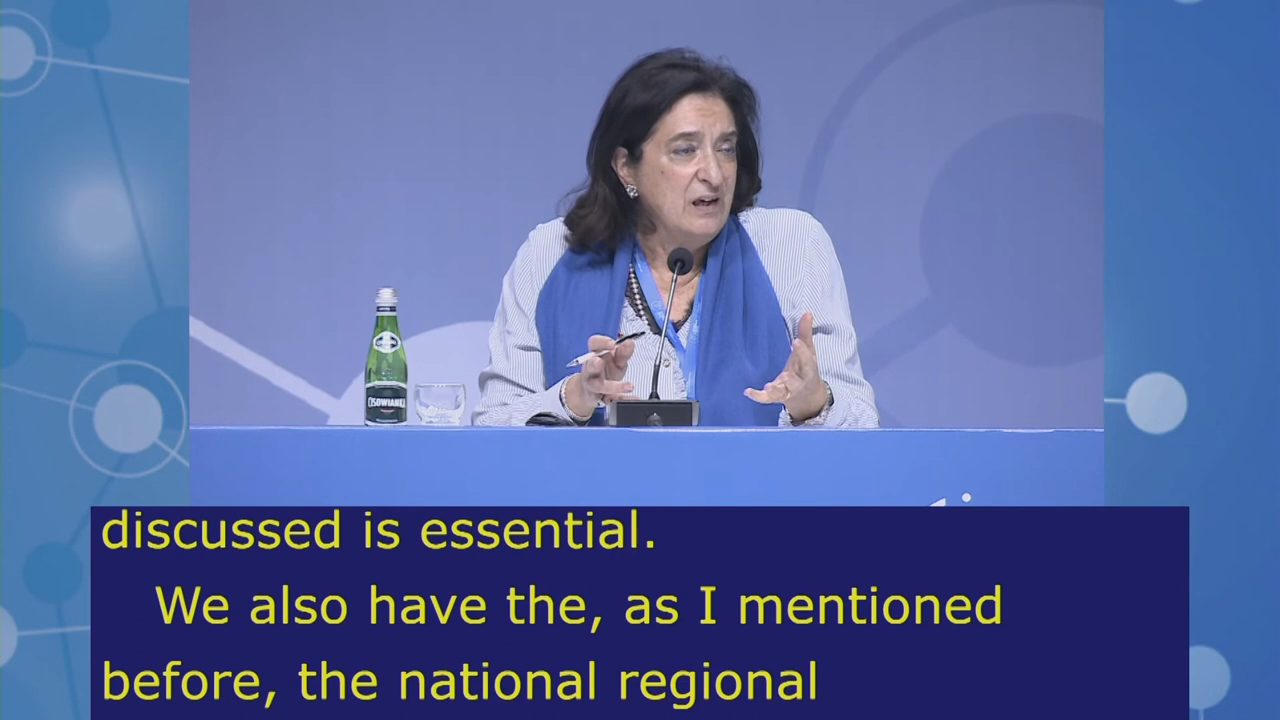 CISOWIANKA
discussed is essential.
We also have the, as I mentioned
before, the national regional